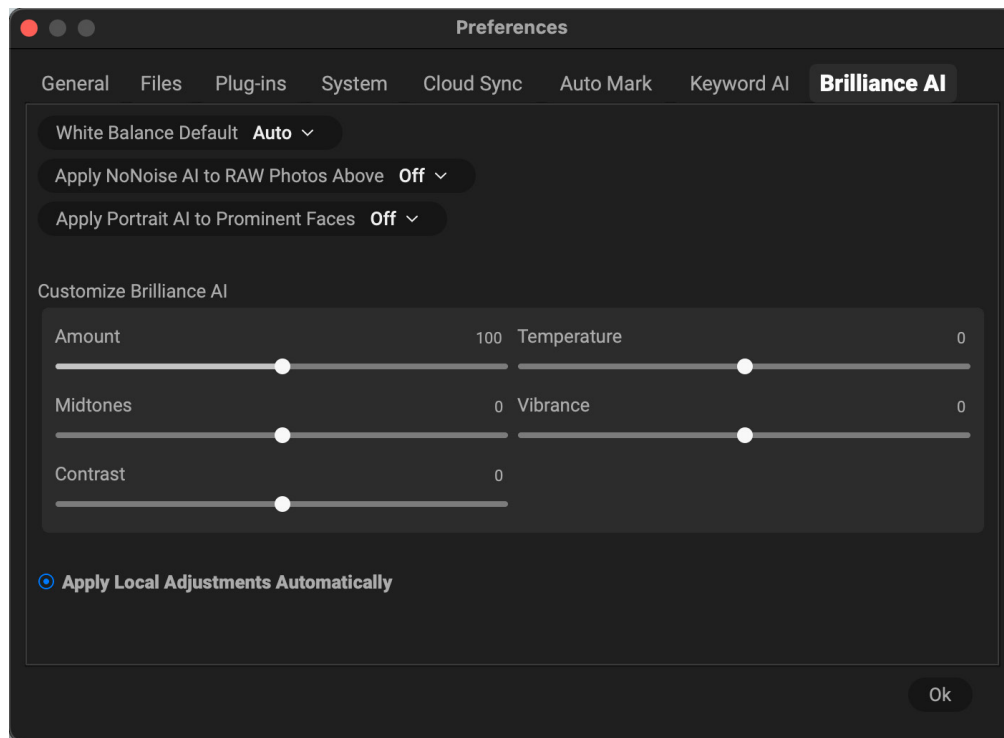 Preferences
General Files Plug-ins System Cloud Sync Auto Mark Keyword AI Brilliance AI
White Balance Default Auto
Apply NoNoise AI to RAW Photos Above Off
Apply Portrait AI to Prominent Faces Off
Customize Brilliance AI
Amount 100 Temperature 0
Midtones 0 Vibrance 0
Contrast 0
Apply Local Adjustments Automatically
Ok